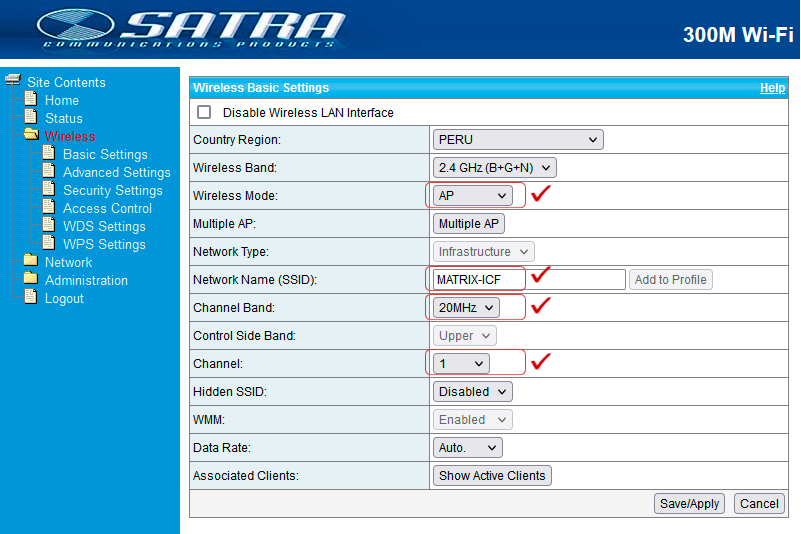 SATRA
COMMUNICATIONS PRODUCTS
300M Wi-Fi
Site Contents
Home
Status
Wireless
Basic Settings
Advanced Settings
Security Settings
Access Control
WDS Settings
WPS Settings
Network
Administration
Logout
Wireless Basic Settings Help
Disable Wireless LAN Interface
Country Region: PERU
Wireless Band: 2.4 GHz (B+G+N)
Wireless Mode: AP
Multiple AP: Multiple AP
Network Type: Infrastructure
Network Name (SSID): MATRIX-ICF Add to Profile
Channel Band: 20MHz
Control Side Band: Upper
Channel: 1
Hidden SSID: Disabled
WMM: Enabled
Data Rate: Auto.
Associated Clients: Show Active Clients
Save/Apply Cancel